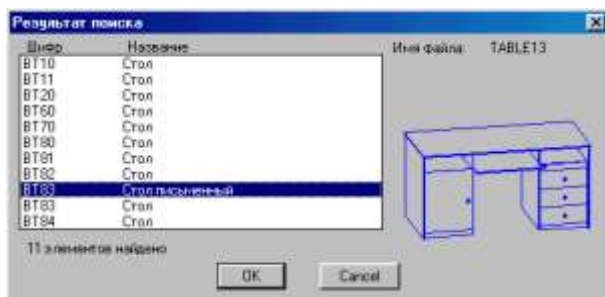 Результат поиска
Шифр Название
Имя файла: TABLE13
BT10 Стол
BT11 Стол
BT20 Стол
BT60 Стол
BT70 Стол
BT80 Стол
BT91 Стол
BT82 Стол
BT83 Стол письменный
BT83 Стол
BT84 Стол
11 элементов найдено
OK Cancel